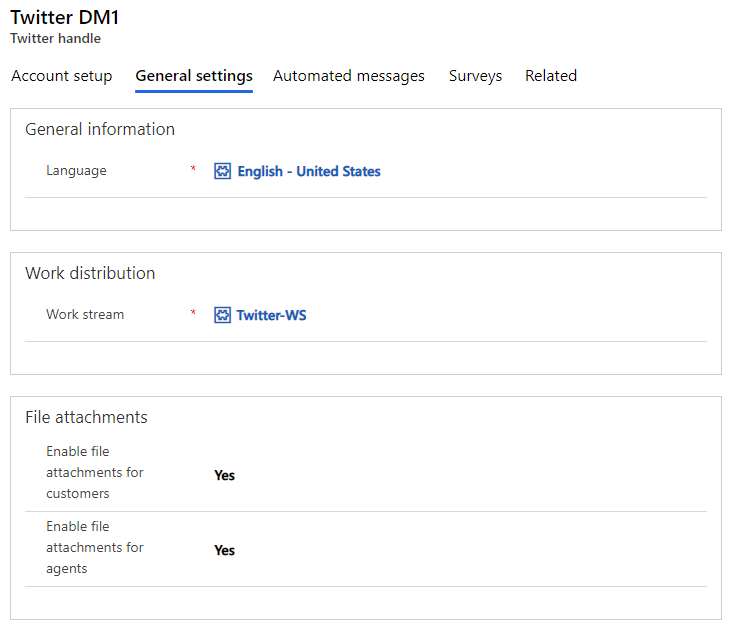 Twitter DM1
Twitter handle
Account setup General settings Automated messages Surveys Related
General information
Language * English - United States
Work distribution
Work stream * Twitter-WS
File attachments
Enable file
attachments for
customers
Yes
Enable file
attachments for
agents
Yes